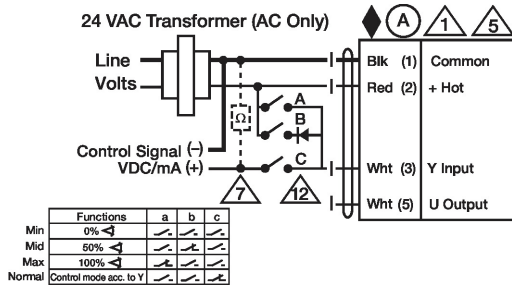 24 VAC Transformer (AC Only)
A
1
5
Line
Volts
Blk (1) Common
Red (2) + Hot
A
B
C
Ω
Control Signal (–)
VDC/mA (+)
Wht (3) Y Input
7
12
Wht (5) U Output
Functions a b c
Min 0%
Mid 50%
Max 100%
Normal Control mode acc. to Y